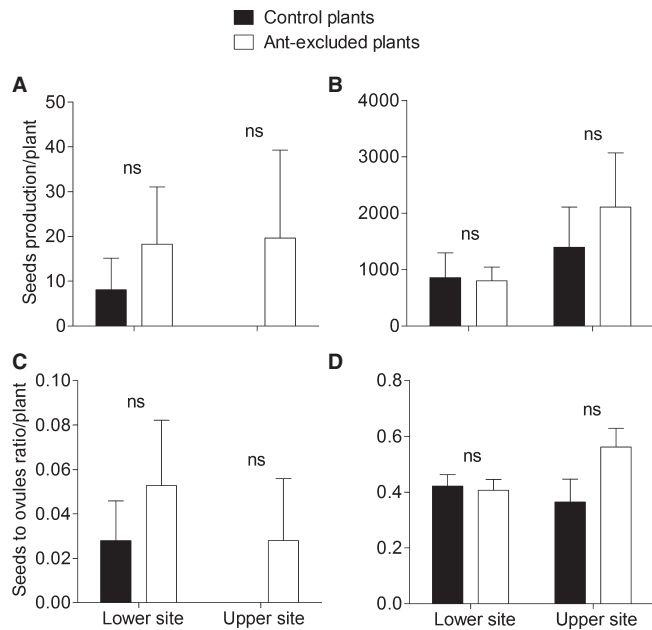 Control plants
Ant-excluded plants
A
B
Seeds production/plant
50
40
30
20
10
0
ns
ns
4000
3000
2000
1000
0
ns
ns
C
D
Seeds to ovules ratio/plant
0.10
0.08
0.06
0.04
0.02
0.00
ns
ns
Lower site
Upper site
0.8
0.6
0.4
0.2
0.0
ns
ns
Lower site
Upper site